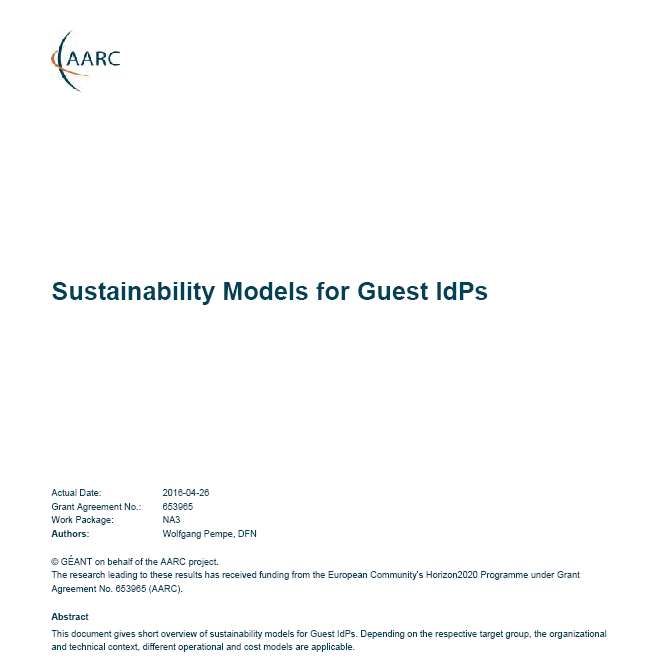 AARC
Sustainability Models for Guest IdPs
Actual Date: 2016-04-26
Grant Agreement No.: 653965
Work Package: NA3
Authors: Wolfgang Pempe, DFN
© GÉANT on behalf of the AARC project.
The research leading to these results has received funding from the European Community's Horizon2020 Programme under Grant
Agreement No. 653965 (AARC).
Abstract
This document gives short overview of sustainability models for Guest IdPs. Depending on the respective target group, the organizational
and technical context, different operational and cost models are applicable.